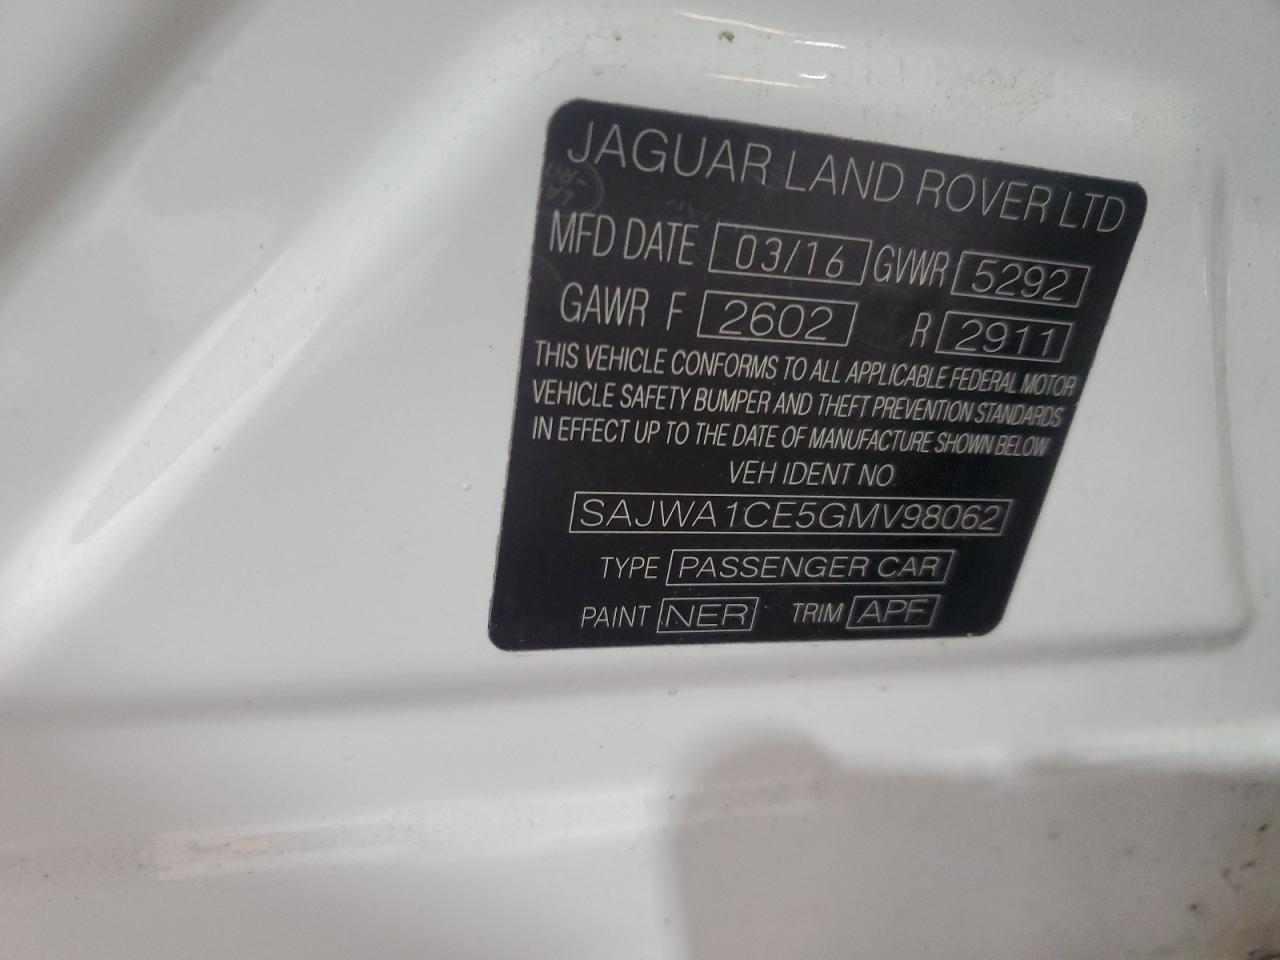 JAGUAR LAND ROVER LTD
MFD DATE 03/16 GVWR 5292
GAWR F 2602 R 2911
THIS VEHICLE CONFORMS TO ALL APPLICABLE FEDERAL MOTOR
VEHICLE SAFETY BUMPER AND THEFT PREVENTION STANDARDS
IN EFFECT UP TO THE DATE OF MANUFACTURE SHOWN BELOW
VEH IDENT NO
SAJWA1CE5GMV98062
TYPE PASSENGER CAR
PAINT NER TRIM APF